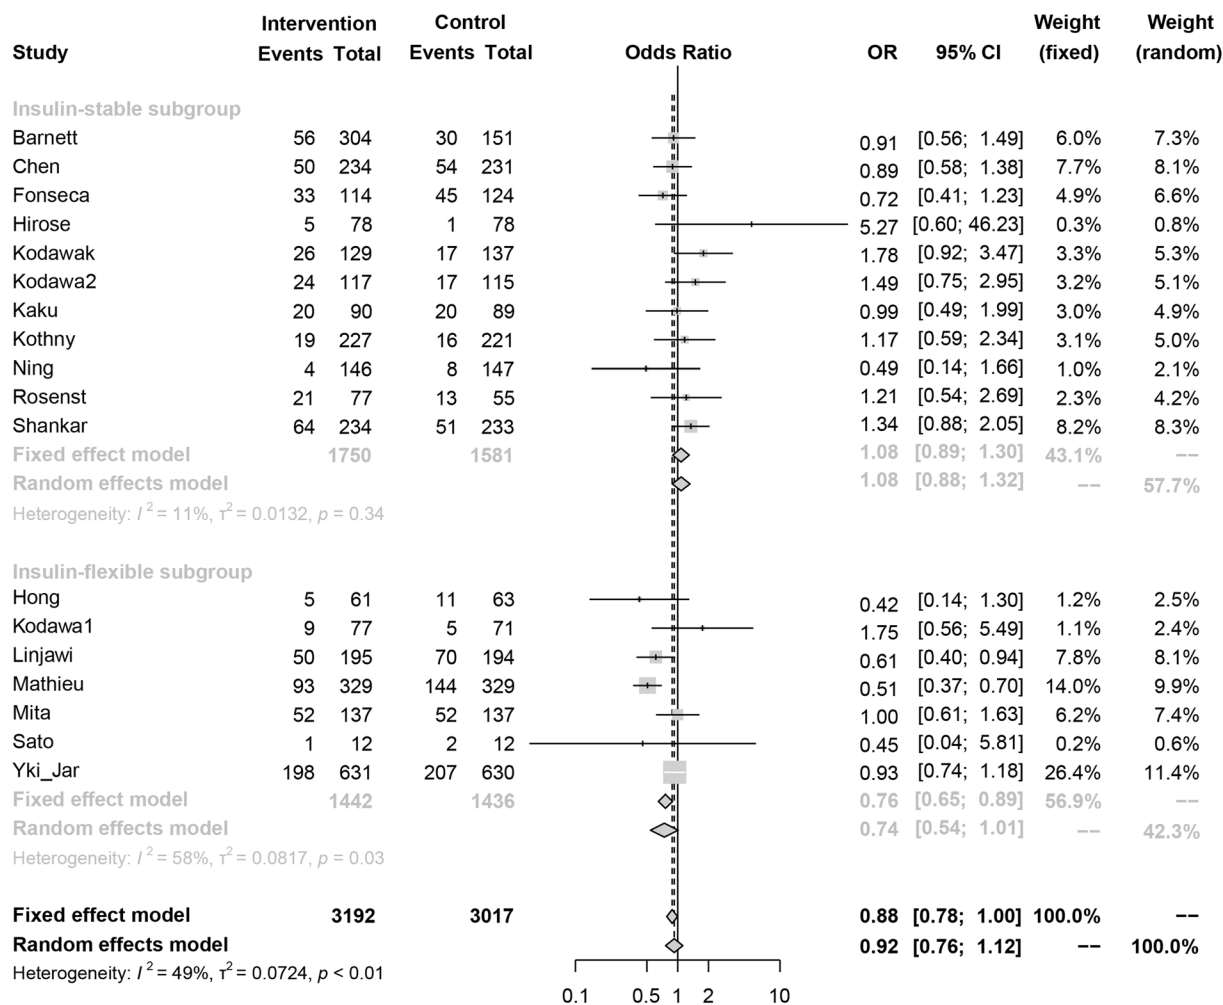 Intervention Control Weight Weight
Study Events Total Events Total Odds Ratio OR 95% CI (fixed) (random)
Insulin-stable subgroup
Barnett 56 304 30 151 0.91 [0.56; 1.49] 6.0% 7.3%
Chen 50 234 54 231 0.89 [0.58; 1.38] 7.7% 8.1%
Fonseca 33 114 45 124 0.72 [0.41; 1.23] 4.9% 6.6%
Hirose 5 78 1 78 5.27 [0.60; 46.23] 0.3% 0.8%
Kodawak 26 129 17 137 1.78 [0.92; 3.47] 3.3% 5.3%
Kodawa2 24 117 17 115 1.49 [0.75; 2.95] 3.2% 5.1%
Kaku 20 90 20 89 0.99 [0.49; 1.99] 3.0% 4.9%
Kothny 19 227 16 221 1.17 [0.59; 2.34] 3.1% 5.0%
Ning 4 146 8 147 0.49 [0.14; 1.66] 1.0% 2.1%
Rosenst 21 77 13 55 1.21 [0.54; 2.69] 2.3% 4.2%
Shankar 64 234 51 233 1.34 [0.88; 2.05] 8.2% 8.3%
Fixed effect model 1750 1581 1.08 [0.89; 1.30] 43.1% --
Random effects model 1.08 [0.88; 1.32] -- 57.7%
Heterogeneity: I² = 11%, τ² = 0.0132, p = 0.34
Insulin-flexible subgroup
Hong 5 61 11 63 0.42 [0.14; 1.30] 1.2% 2.5%
Kodawa1 9 77 5 71 1.75 [0.56; 5.49] 1.1% 2.4%
Linjawi 50 195 70 194 0.61 [0.40; 0.94] 7.8% 8.1%
Mathieu 93 329 144 329 0.51 [0.37; 0.70] 14.0% 9.9%
Mita 52 137 52 137 1.00 [0.61; 1.63] 6.2% 7.4%
Sato 1 12 2 12 0.45 [0.04; 5.81] 0.2% 0.6%
Yki_Jar 198 631 207 630 0.93 [0.74; 1.18] 26.4% 11.4%
Fixed effect model 1442 1436 0.76 [0.65; 0.89] 56.9% --
Random effects model 0.74 [0.54; 1.01] -- 42.3%
Heterogeneity: I² = 58%, τ² = 0.0817, p = 0.03
Fixed effect model 3192 3017 0.88 [0.78; 1.00] 100.0% --
Random effects model 0.92 [0.76; 1.12] -- 100.0%
Heterogeneity: I² = 49%, τ² = 0.0724, p < 0.01
0.1 0.5 1 2 10